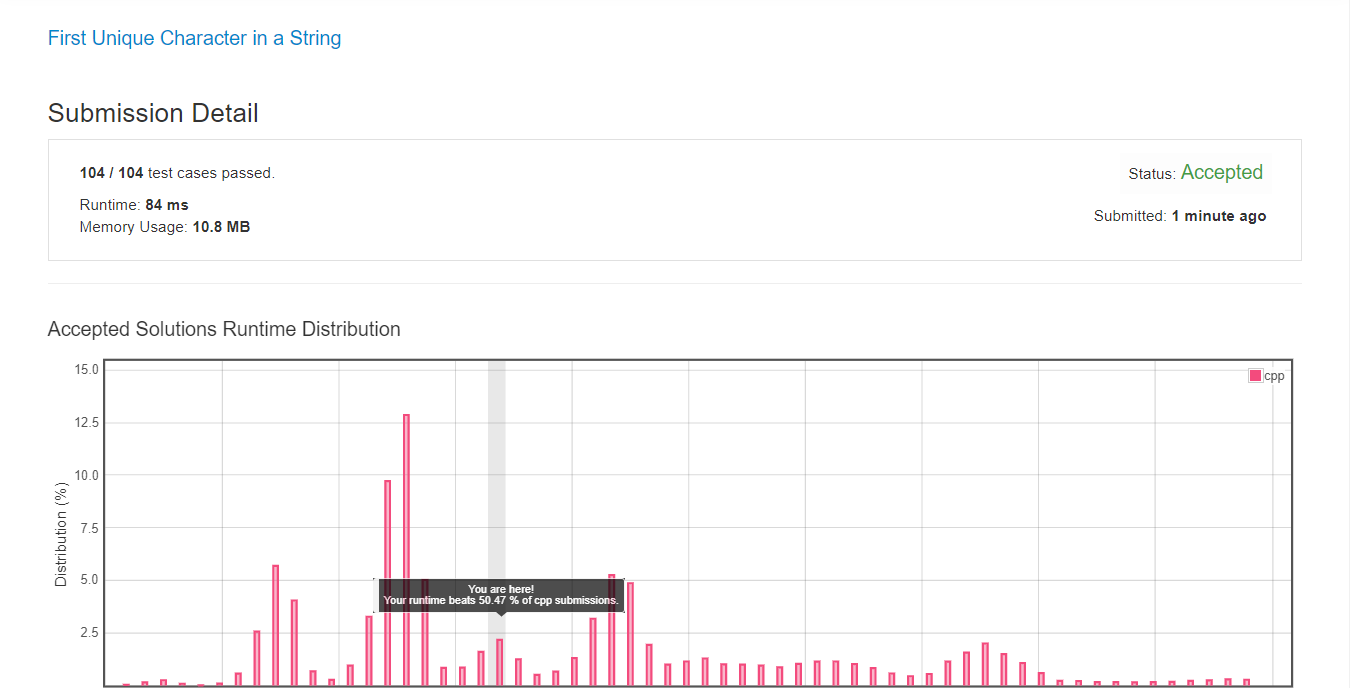 First Unique Character in a String
Submission Detail
104 / 104 test cases passed.
Status: Accepted
Runtime: 84 ms
Memory Usage: 10.8 MB
Submitted: 1 minute ago
Accepted Solutions Runtime Distribution
15.0
12.5
10.0
7.5
5.0
2.5
Distribution (%)
cpp
You are here!
Your runtime beats 50.47 % of cpp submissions.